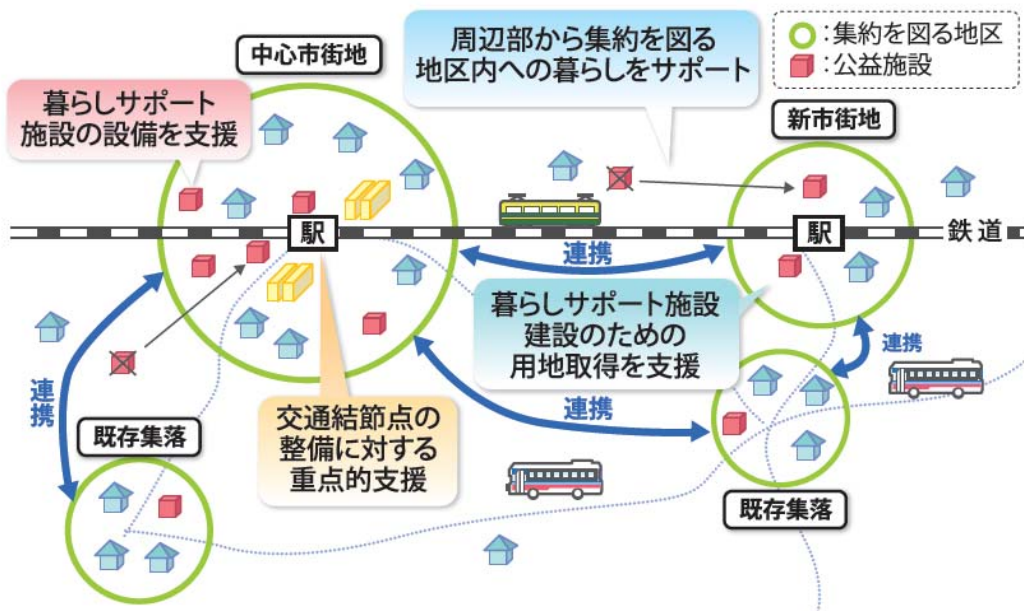 中心市街地
周辺部から集約を図る
地区内への暮らしをサポート
:集約を図る地区
:公益施設
暮らしサポート
施設の設備を支援
新市街地
駅
駅
鉄道
連携
暮らしサポート施設
建設のための
用地取得を支援
連携
連携
連携
交通結節点の
整備に対する
重点的支援
既存集落
既存集落